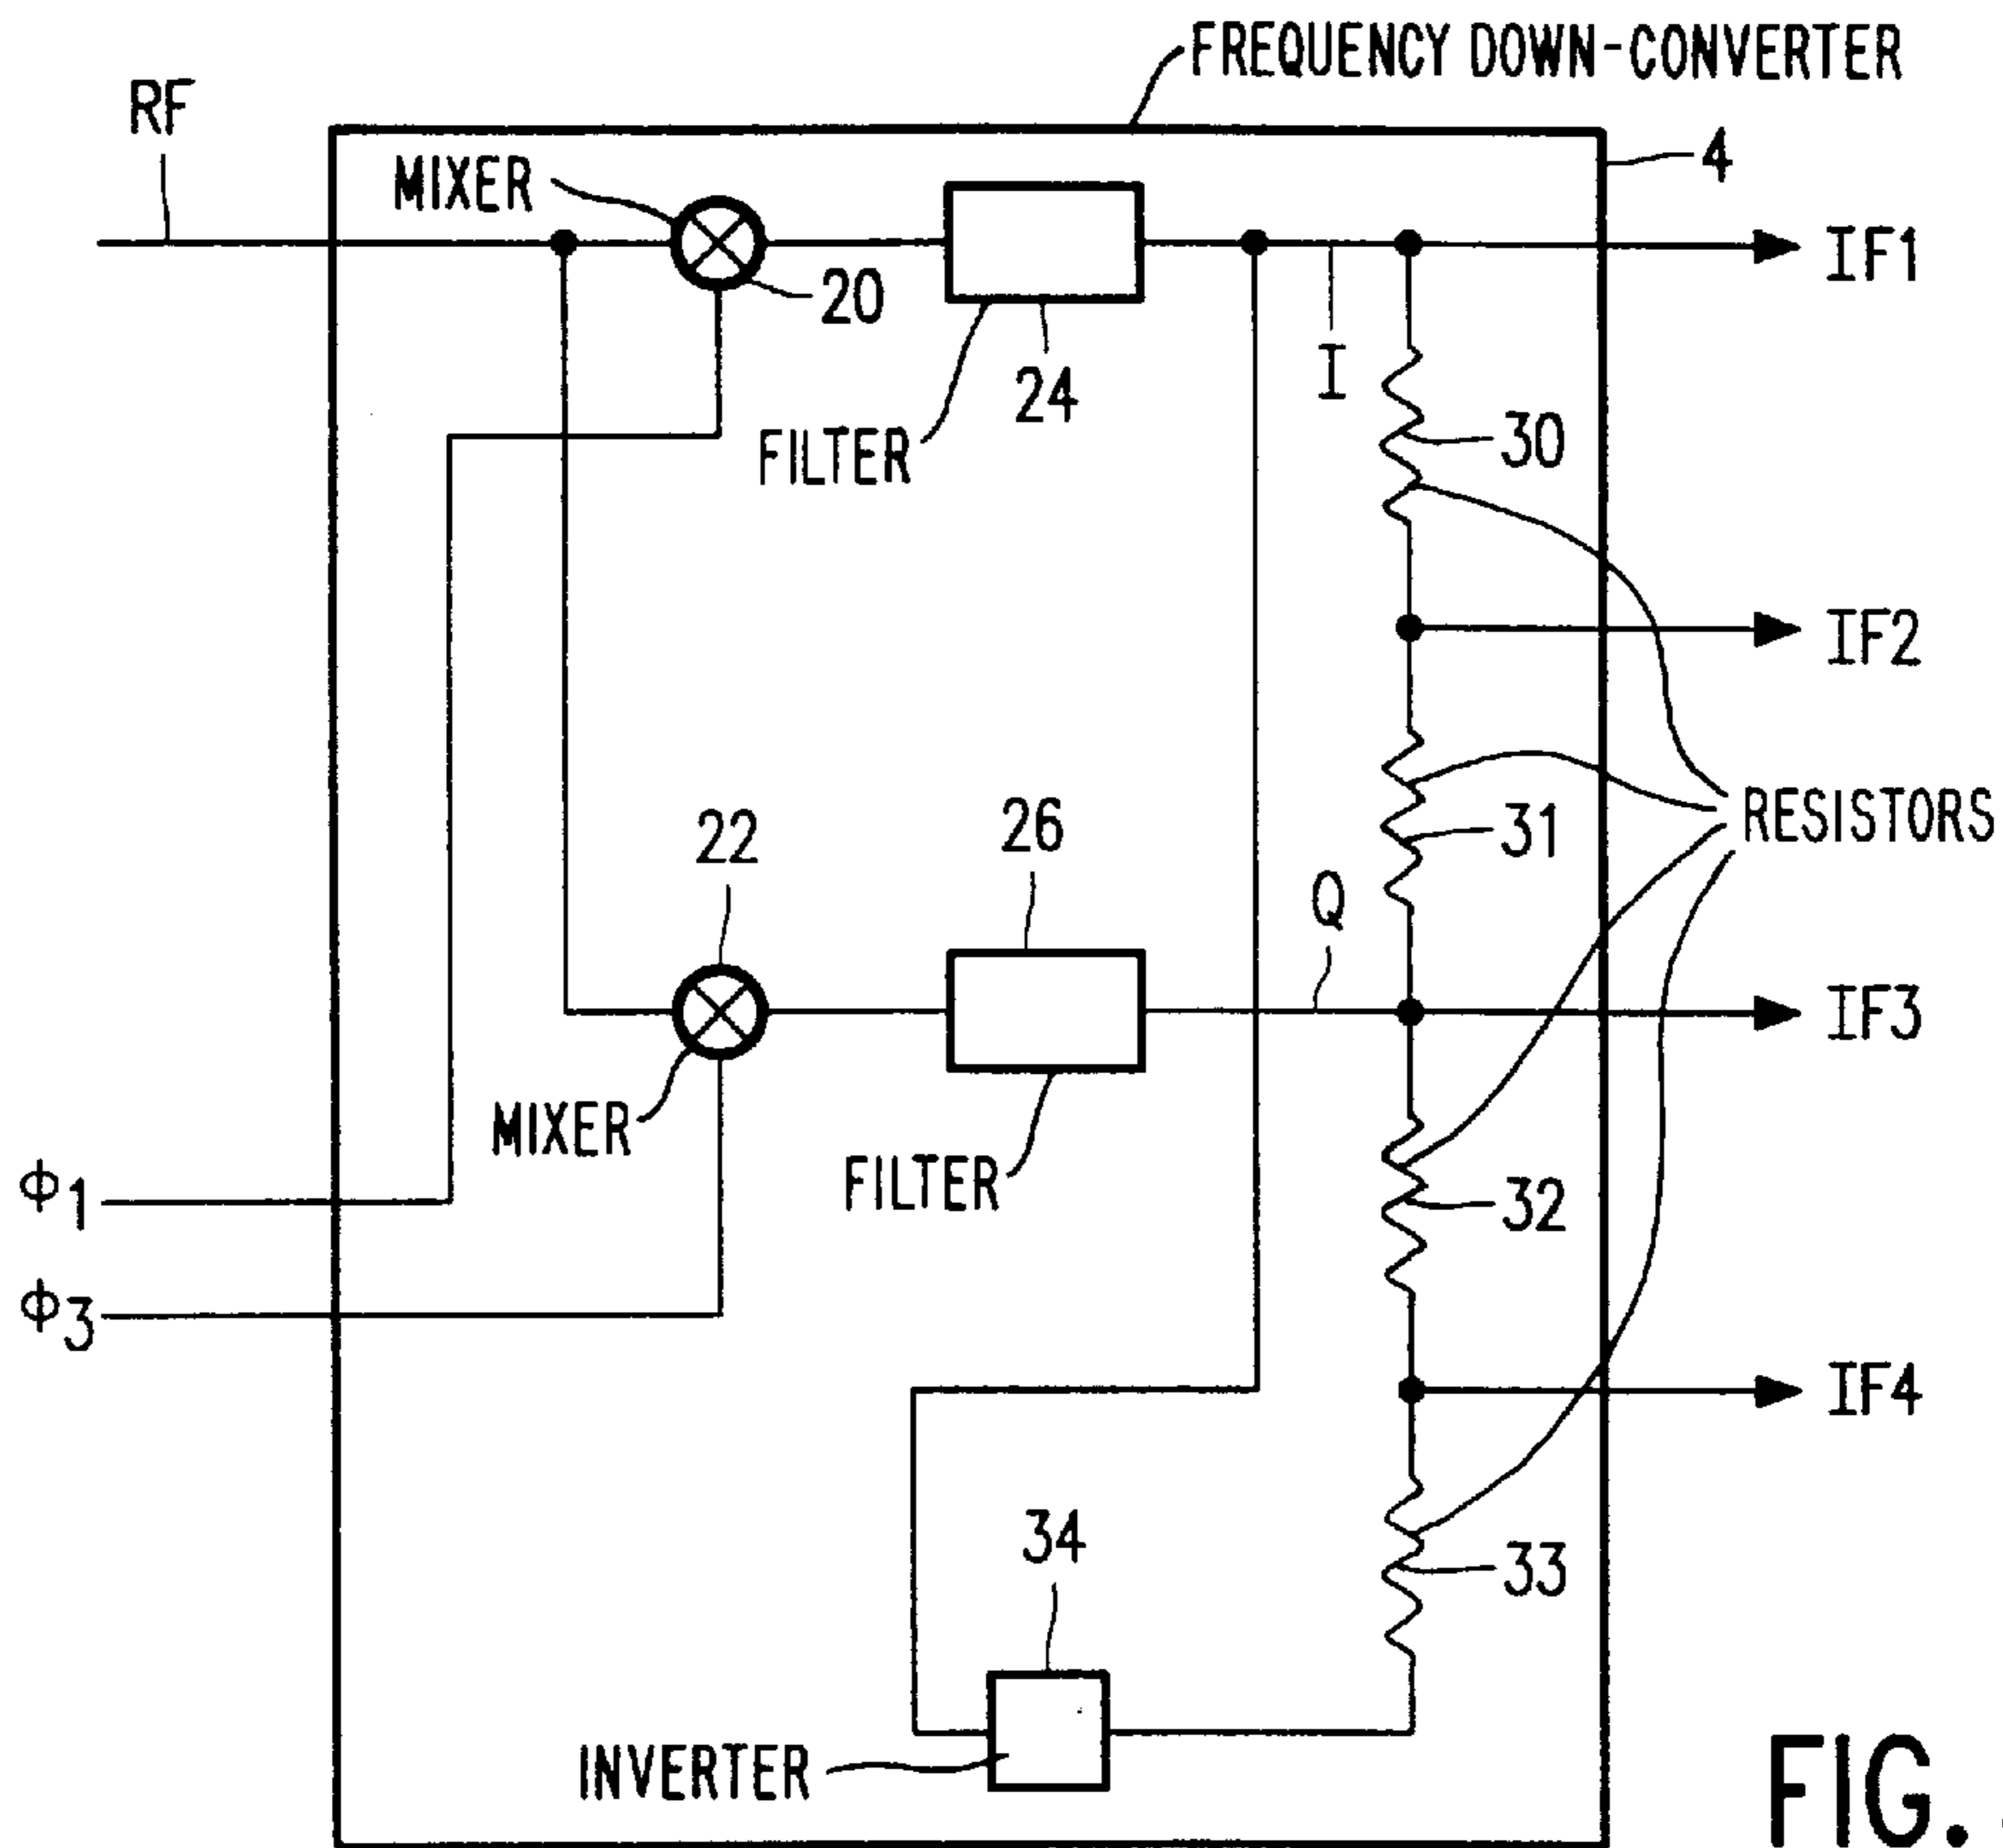 FREQUENCY DOWN-CONVERTER
RF
4
MIXER
IF1
20
I
24
30
FILTER
IF2
RESISTORS
22
26
31
Q
IF3
MIXER
FILTER
Φ1
32
Φ3
IF4
34
33
INVERTER
FIG.